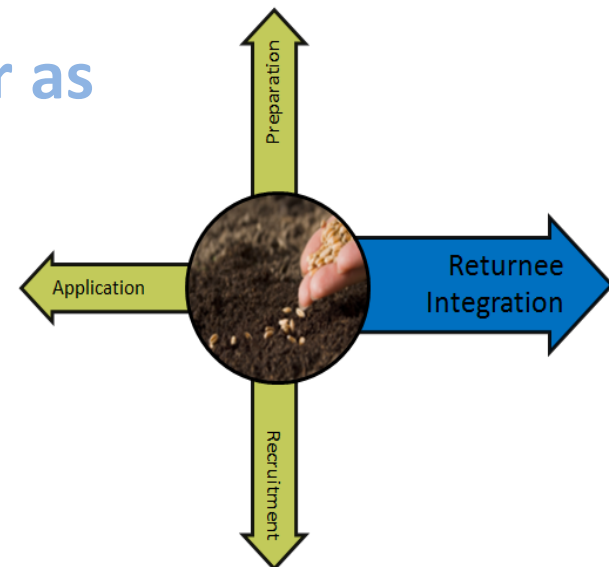 r as
Preparation
Application
Returnee
Integration
Recruitment